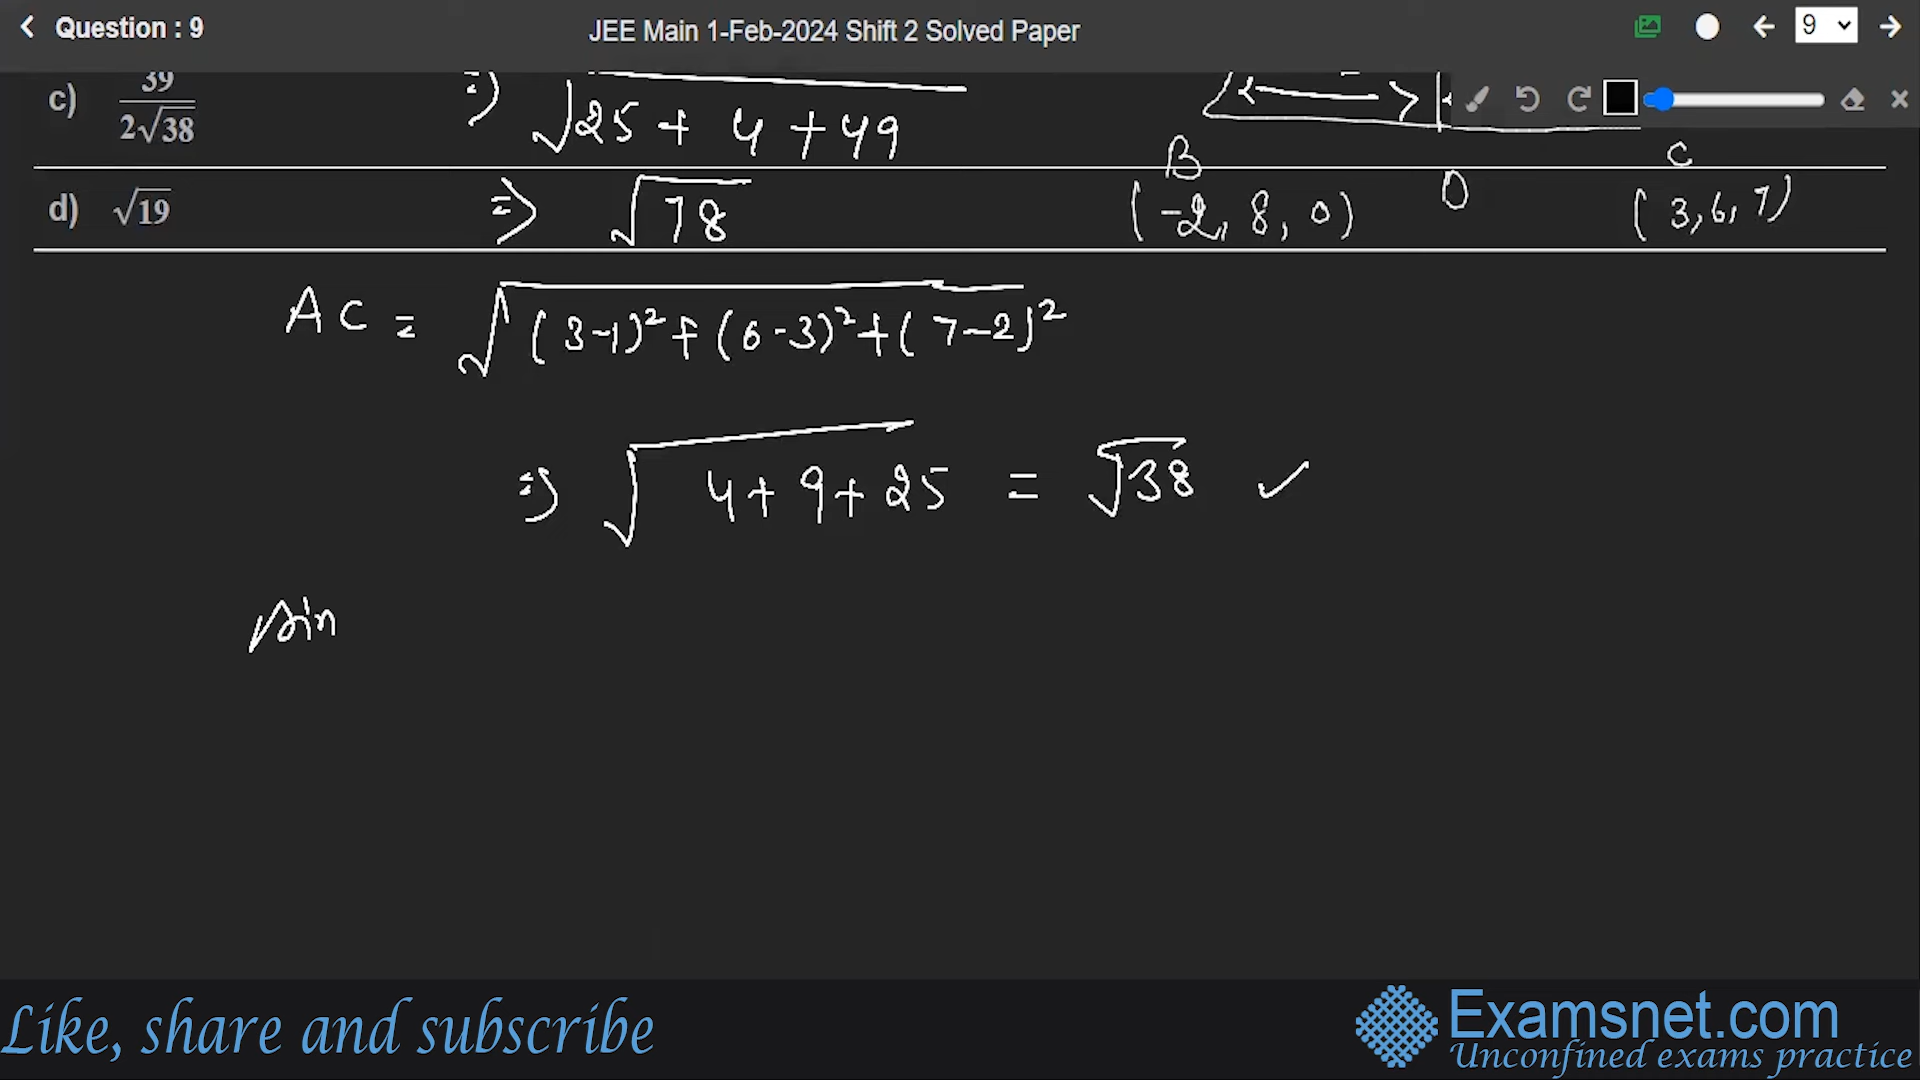 Question : 9 JEE Main 1-Feb-2024 Shift 2 Solved Paper 9
c) 39/(2√38) ⇒ √(25 + 4 + 49)
B C
d) √19 ⇒ √78 (-2, 8, 0) D (3, 6, 7)
AC = √((3-1)² + (6-3)² + (7-2)²)
⇒ √(4 + 9 + 25) = √38 ✓
sin
Like, share and subscribe
Examsnet.com
Unconfined exams practice